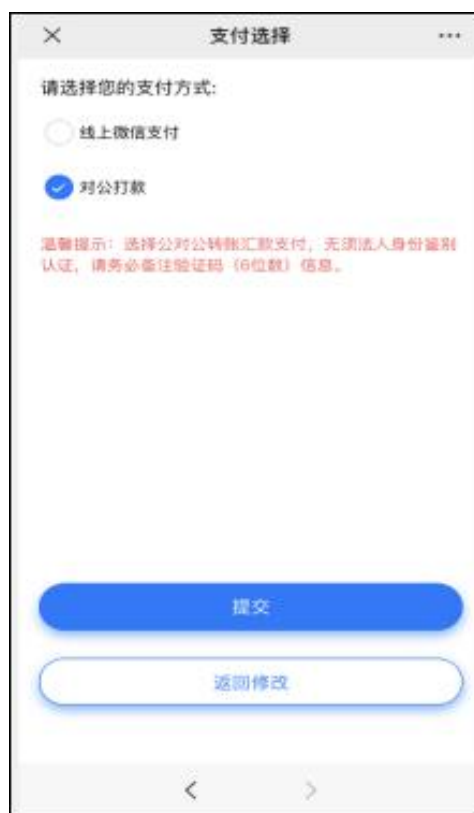 支付选择
请选择您的支付方式:
线上微信支付
对公打款
温馨提示：选择公对公转账汇款支付，无须法人身份鉴别
认证，请务必备注验证码（6位数）信息。
提交
返回修改